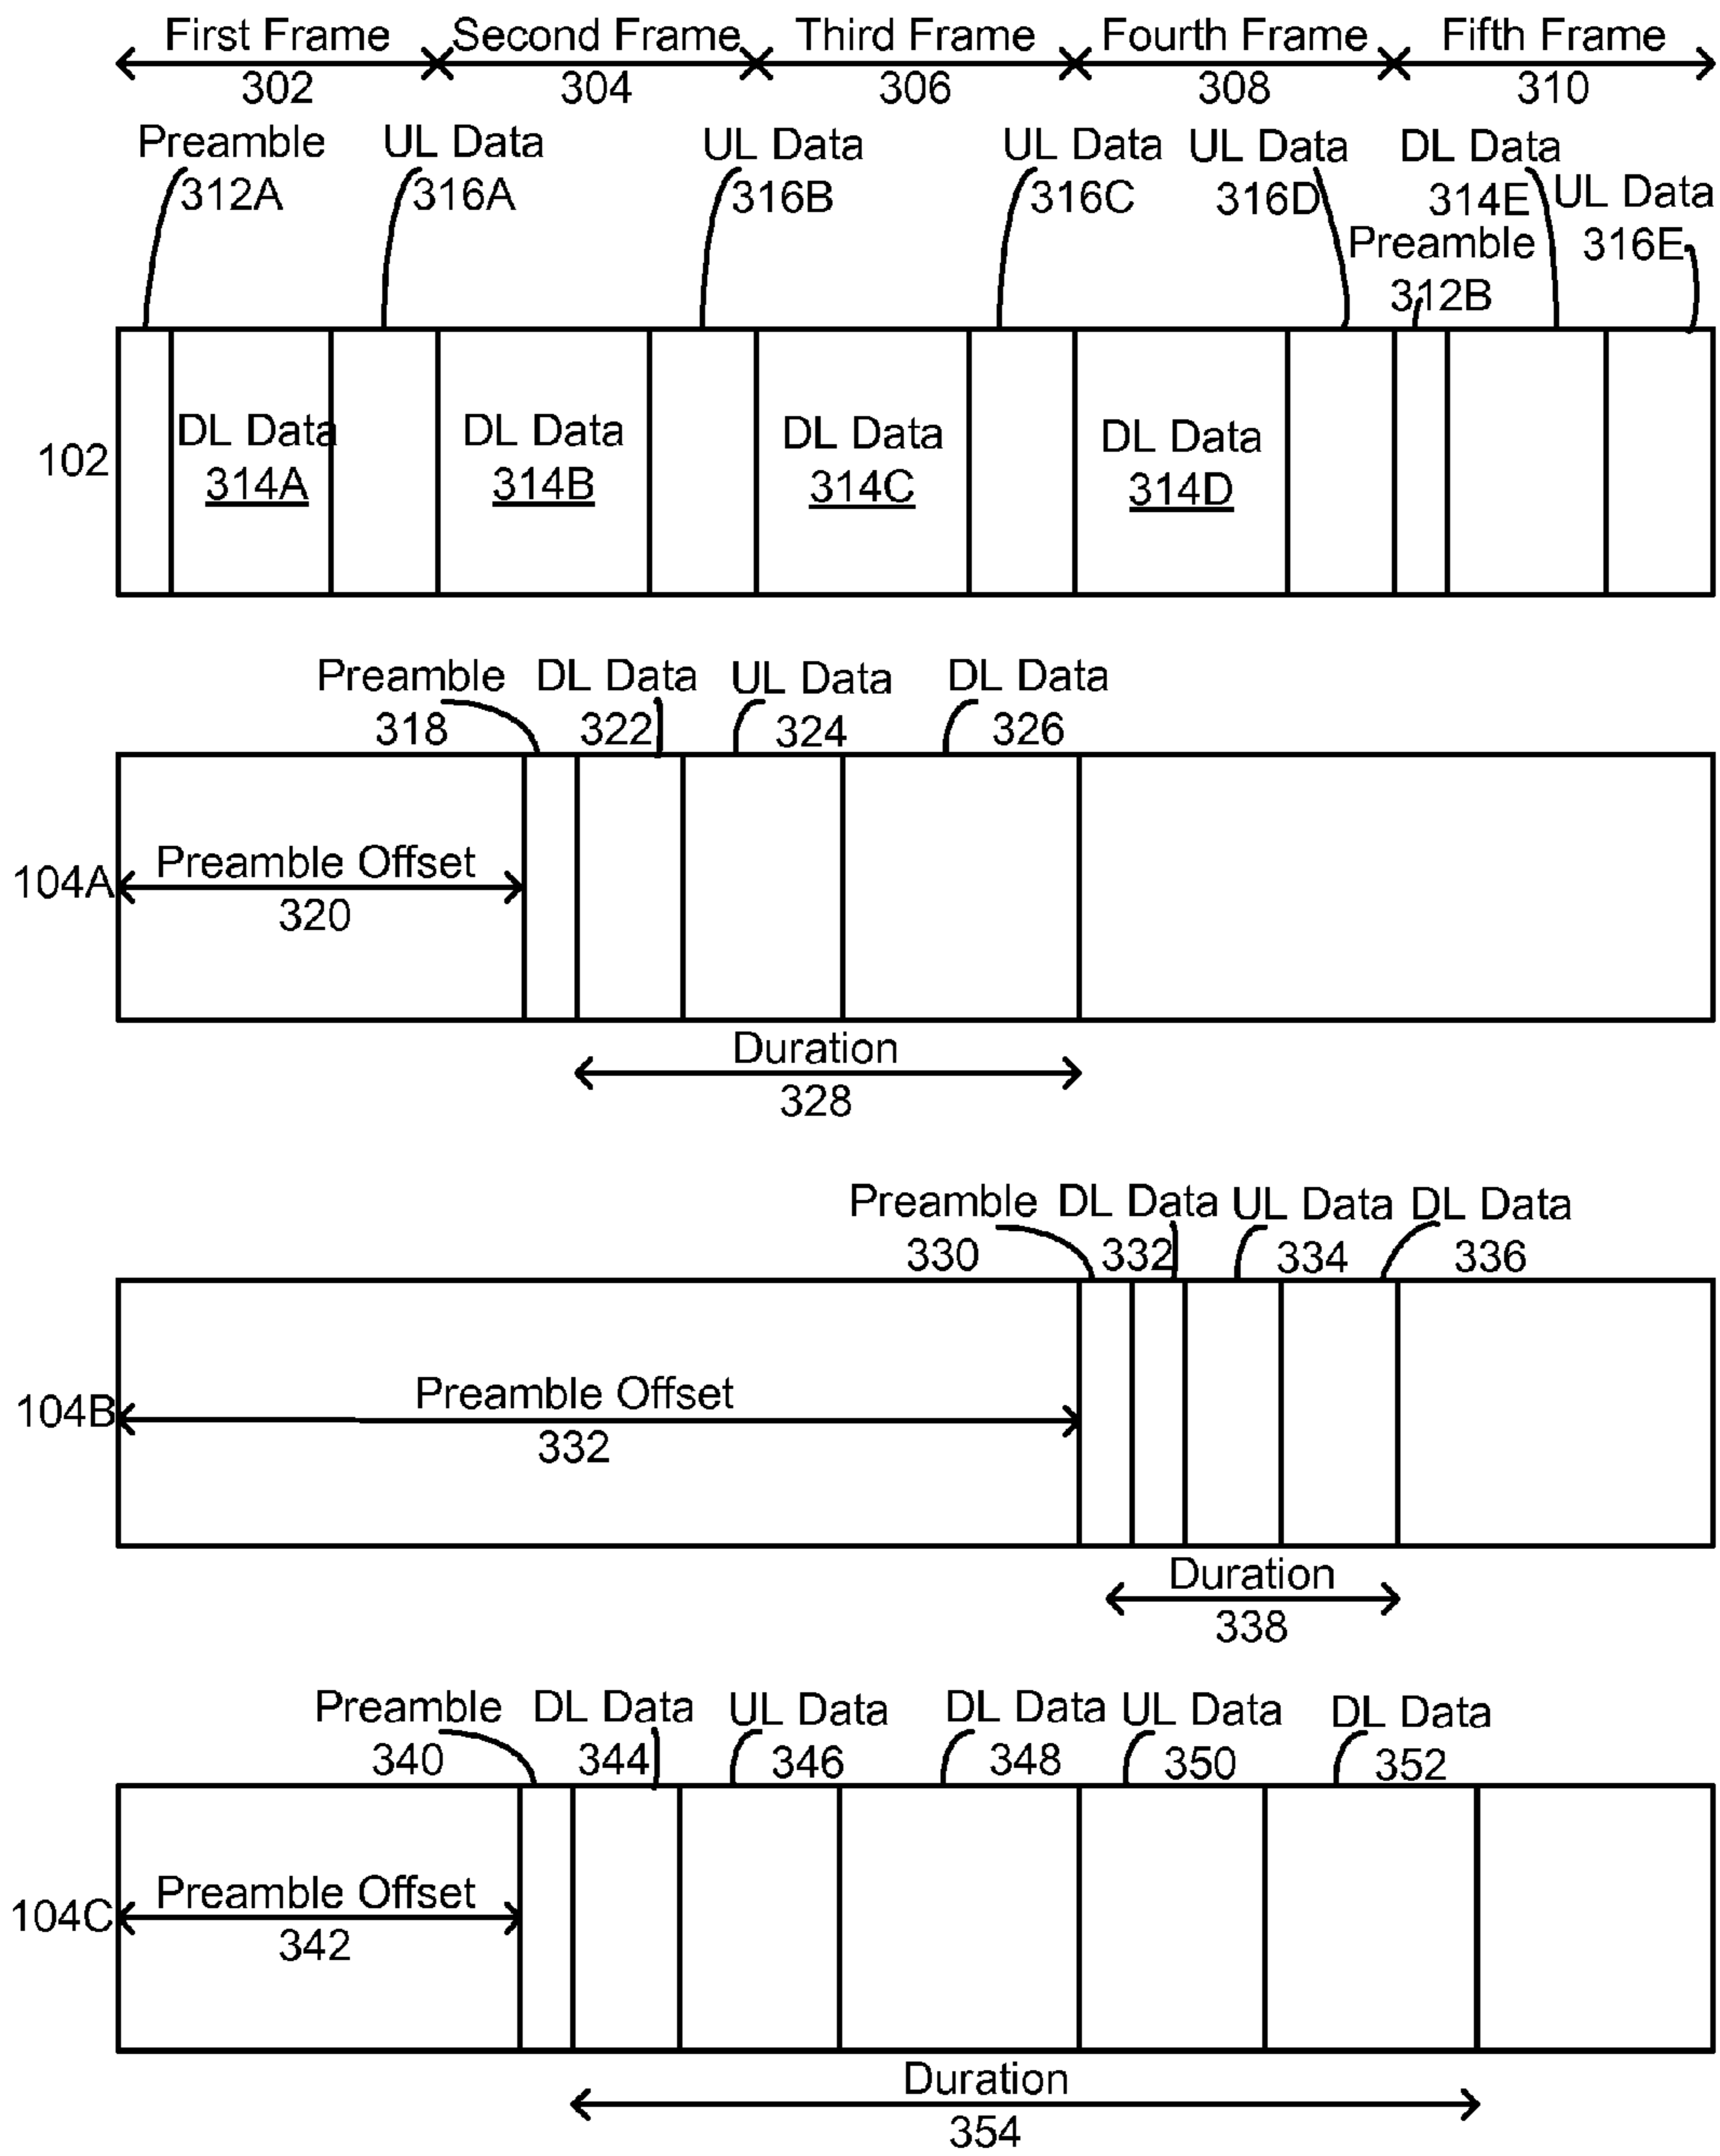 First Frame Second Frame Third Frame Fourth Frame Fifth Frame
302 304 306 308 310
Preamble UL Data UL Data UL Data UL Data DL Data
312A 316A 316B 316C 316D 314E UL Data
Preamble 316E
312B
DL Data DL Data DL Data DL Data
102 314A 314B 314C 314D
Preamble DL Data UL Data DL Data
318 322 324 326
Preamble Offset
104A
320
Duration
328
Preamble DL Data UL Data DL Data
330 332 334 336
Preamble Offset
104B
332
Duration
338
Preamble DL Data UL Data DL Data UL Data DL Data
340 344 346 348 350 352
Preamble Offset
104C
342
Duration
354